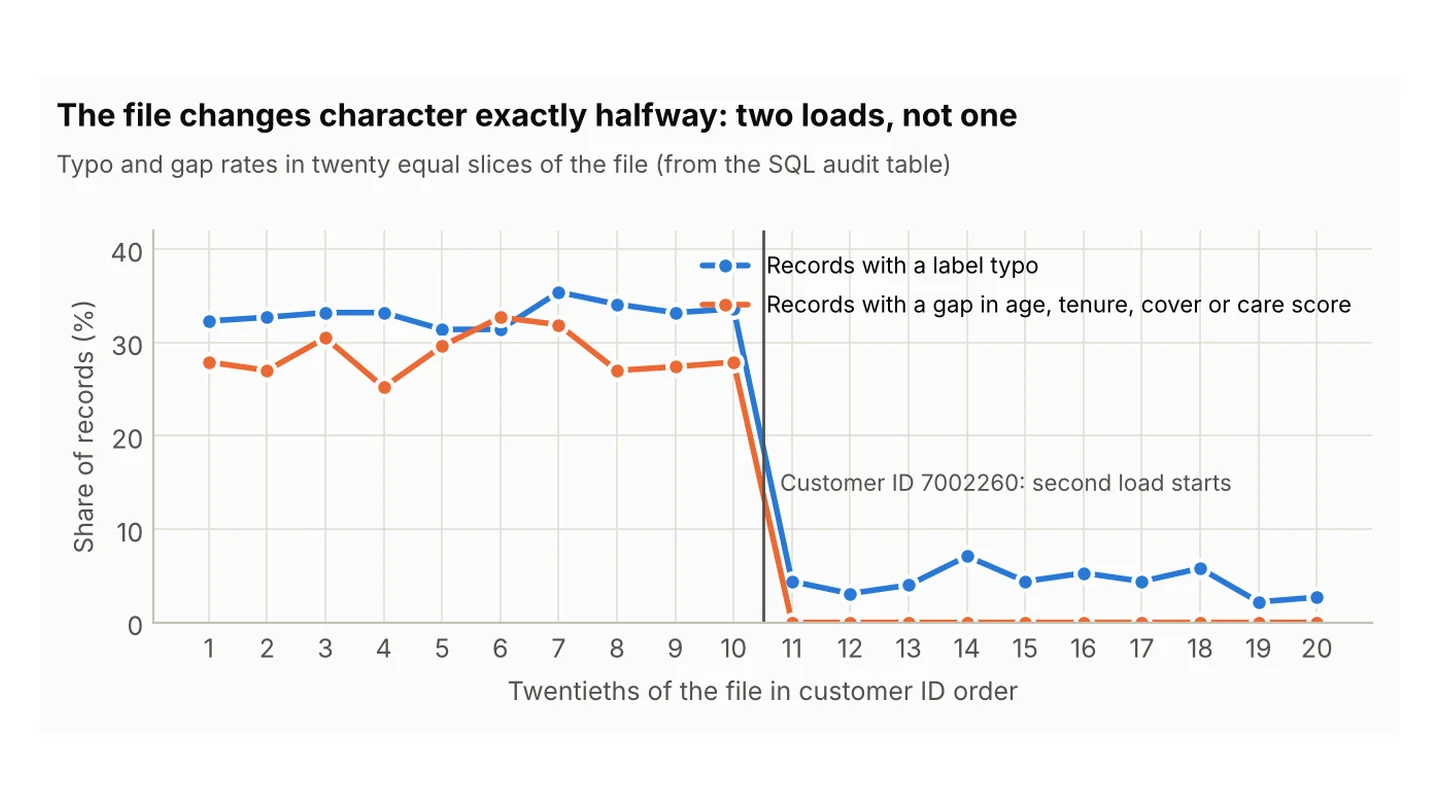 The file changes character exactly halfway: two loads, not one
Typo and gap rates in twenty equal slices of the file (from the SQL audit table)
40
30
20
10
0
Share of records (%)
Records with a label typo
Records with a gap in age, tenure, cover or care score
Customer ID 7002260: second load starts
1 2 3 4 5 6 7 8 9 10 11 12 13 14 15 16 17 18 19 20
Twentieths of the file in customer ID order